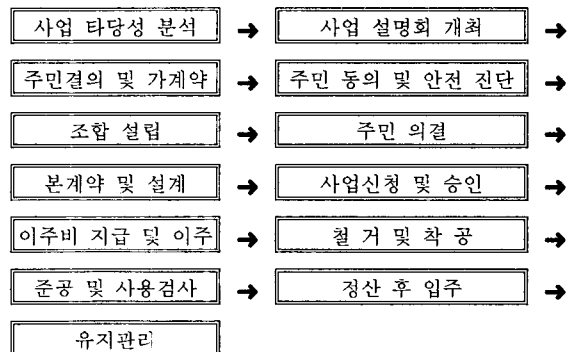 사업 타당성 분석 → 사업 설명회 개최 →
주민결의 및 가계약 → 주민 동의 및 안전 진단 →
조합 설립 → 주민 의결 →
본계약 및 설계 → 사업신청 및 승인 →
이주비 지급 및 이주 → 철 거 및 착 공 →
준공 및 사용검사 → 정산 후 입주 →
유지관리